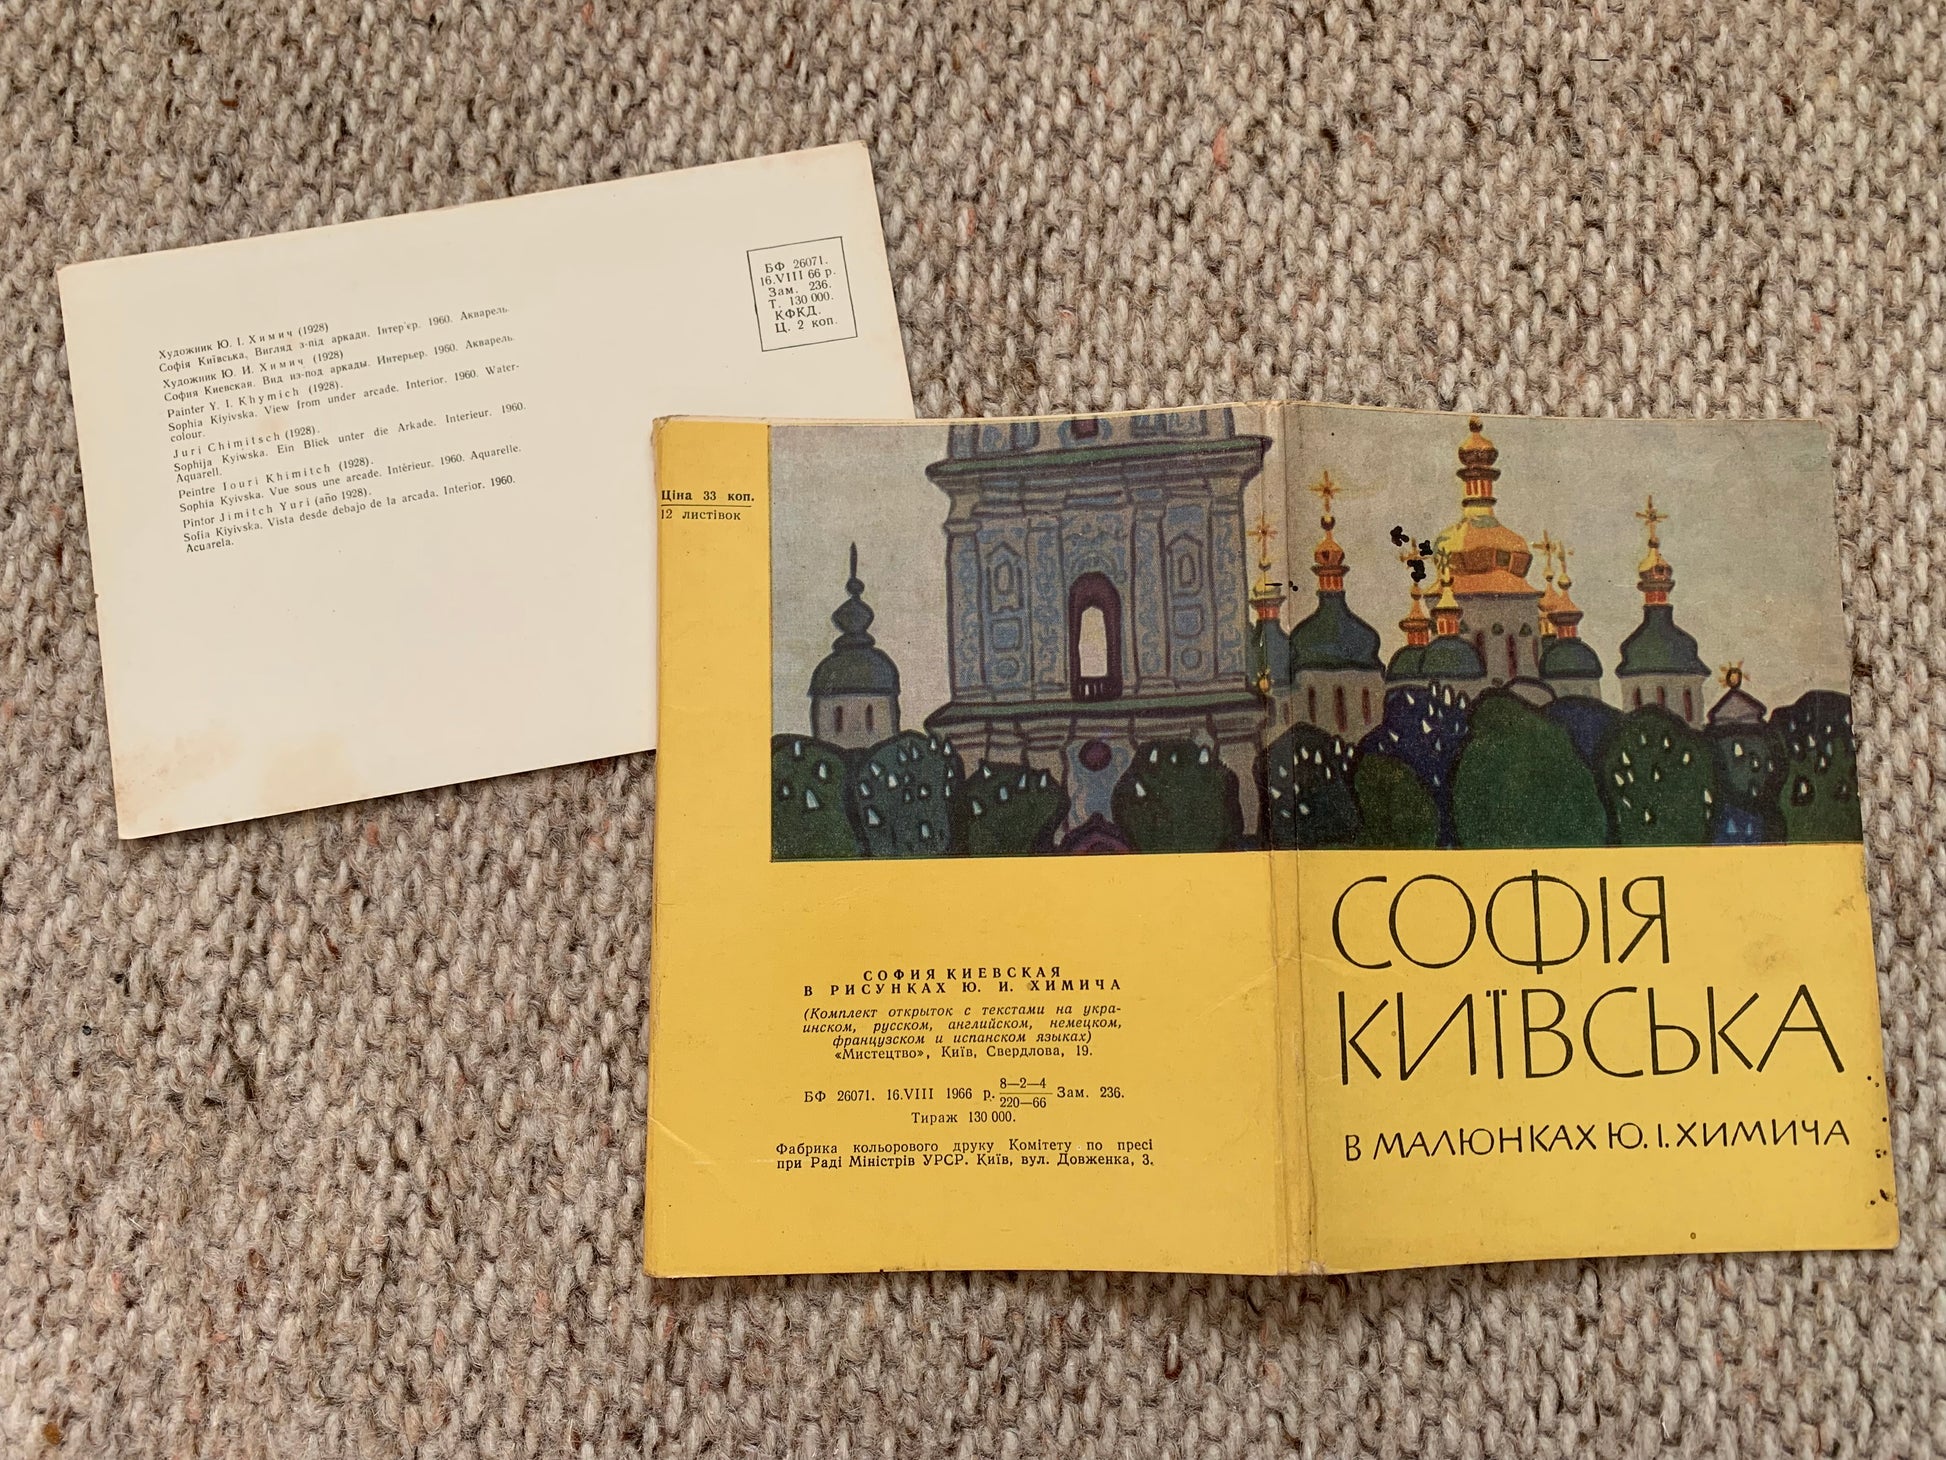 Художник Ю. І. Химич (1928)
Софія Київська. Вигляд з-під аркади. Інтер'єр. 1960. Акварель.
Художник Ю. И. Химич (1928)
София Киевская. Вид из-под аркады. Интерьер. 1960. Акварель.
Painter Y. I. Khymich (1928).
Sophia Kiyivska. View from under arcade. Interior. 1960. Water-
colour.
Juri Chimitsch (1928).
Sophija Kyiwska. Ein Blick unter die Arkade. Interieur. 1960.
Aquarell.
Peintre Iouri Khimitch (1928).
Sophia Kyivska. Vue sous une arcade. Intérieur. 1960. Aquarelle.
Pintor Jimitch Yuri (año 1928).
Sofia Kiyivska. Vista desde debajo de la arcada. Interior. 1960.
Acuarela.
БФ 26071.
16.VIII 66 р.
Зам. 236.
Т. 130 000.
КФКД.
Ц. 2 коп.
Ціна 33 коп.
12 листівок
СОФИЯ КИЕВСКАЯ
В РИСУНКАХ Ю. И. ХИМИЧА
(Комплект открыток с текстами на укра-
инском, русском, английском, немецком,
французском и испанском языках)
«Мистецтво», Київ, Свердлова, 19.
БФ 26071. 16.VIII 1966 р. 8—2—4 / 220—66 Зам. 236.
Тираж 130 000.
Фабрика кольорового друку Комітету по пресі
при Раді Міністрів УРСР. Київ, вул. Довженка, 3.
СОФІЯ
КИЇВСЬКА
В МАЛЮНКАХ Ю. І. ХИМИЧА